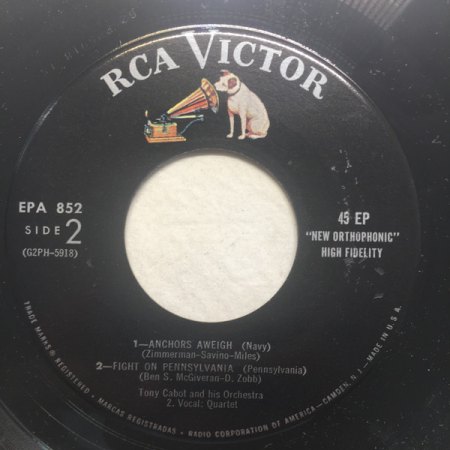 RCA VICTOR
EPA 852
SIDE 2
(G2PH-5918)
45 EP
"NEW ORTHOPHONIC"
HIGH FIDELITY
1—ANCHORS AWEIGH (Navy)
(Zimmerman-Savino-Miles)
2—FIGHT ON PENNSYLVANIA (Pennsylvania)
(Ben S. McGiveran-D. Zobb)
Tony Cabot and his Orchestra
2. Vocal: Quartet
TRADE MARKS ® REGISTERED • MARCAS REGISTRADAS • RADIO CORPORATION OF AMERICA—CAMDEN, N.J.—MADE IN U.S.A.